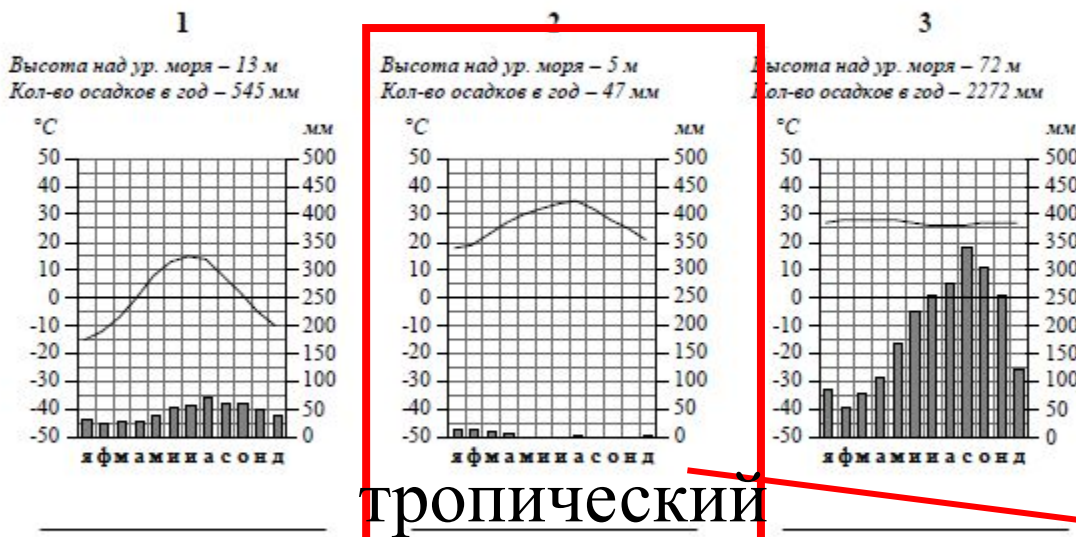 1
Высота над ур. моря – 13 м
Кол-во осадков в год – 545 мм
°C мм
50 500
40 450
30 400
20 350
10 300
0 250
-10 200
-20 150
-30 100
-40 50
-50 0
я ф м а м и и а с о н д
2
Высота над ур. моря – 5 м
Кол-во осадков в год – 47 мм
°C мм
50 500
40 450
30 400
20 350
10 300
0 250
-10 200
-20 150
-30 100
-40 50
-50 0
я ф м а м и и а с о н д
тропический
3
Высота над ур. моря – 72 м
Кол-во осадков в год – 2272 мм
°C мм
50 500
40 450
30 400
20 350
10 300
0 250
-10 200
-20 150
-30 100
-40 50
-50 0
я ф м а м и и а с о н д